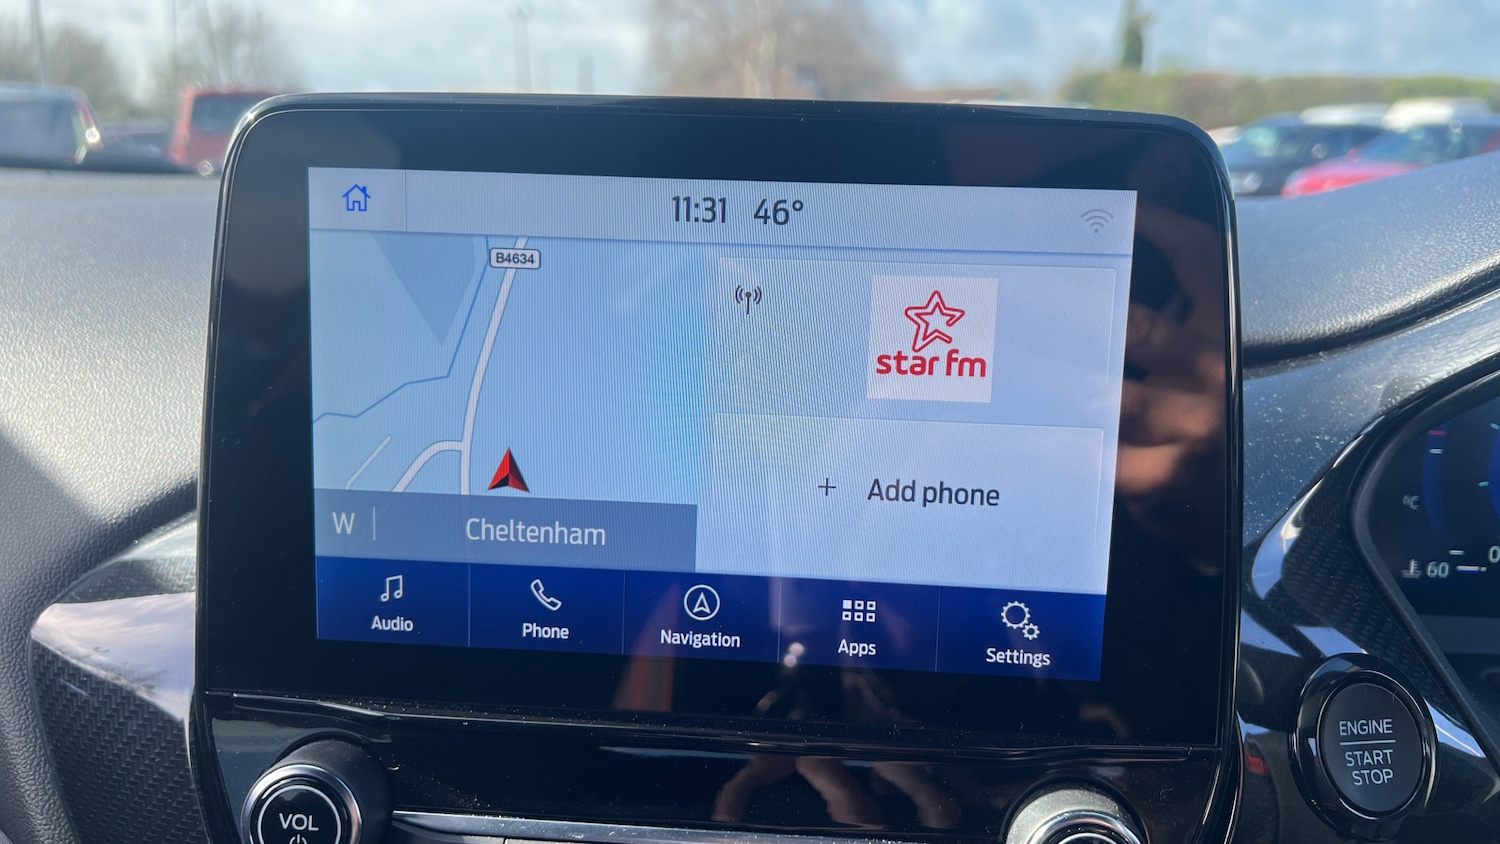 11:31 46°
B4634
star fm
+ Add phone
W | Cheltenham
Audio
Phone
Navigation
Apps
Settings
VOL
ENGINE
START
STOP
°C
60
0